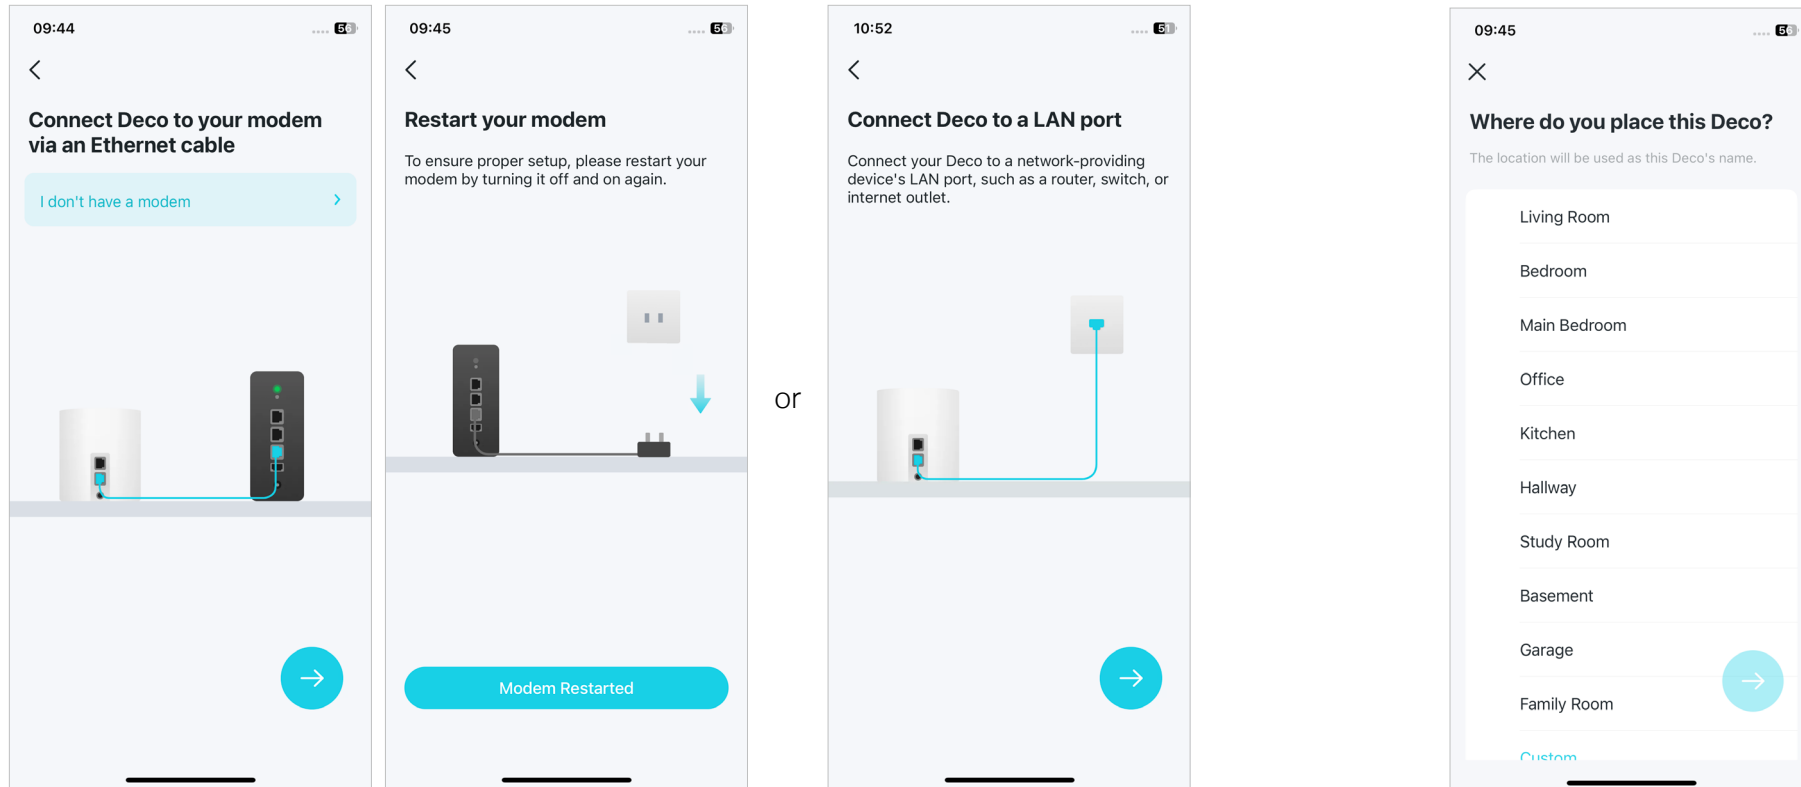 09:44
56
Connect Deco to your modem
via an Ethernet cable
I don't have a modem
09:45
56
Restart your modem
To ensure proper setup, please restart your
modem by turning it off and on again.
Modem Restarted
or
10:52
51
Connect Deco to a LAN port
Connect your Deco to a network-providing
device's LAN port, such as a router, switch, or
internet outlet.
09:45
56
Where do you place this Deco?
The location will be used as this Deco's name.
Living Room
Bedroom
Main Bedroom
Office
Kitchen
Hallway
Study Room
Basement
Garage
Family Room
Custom